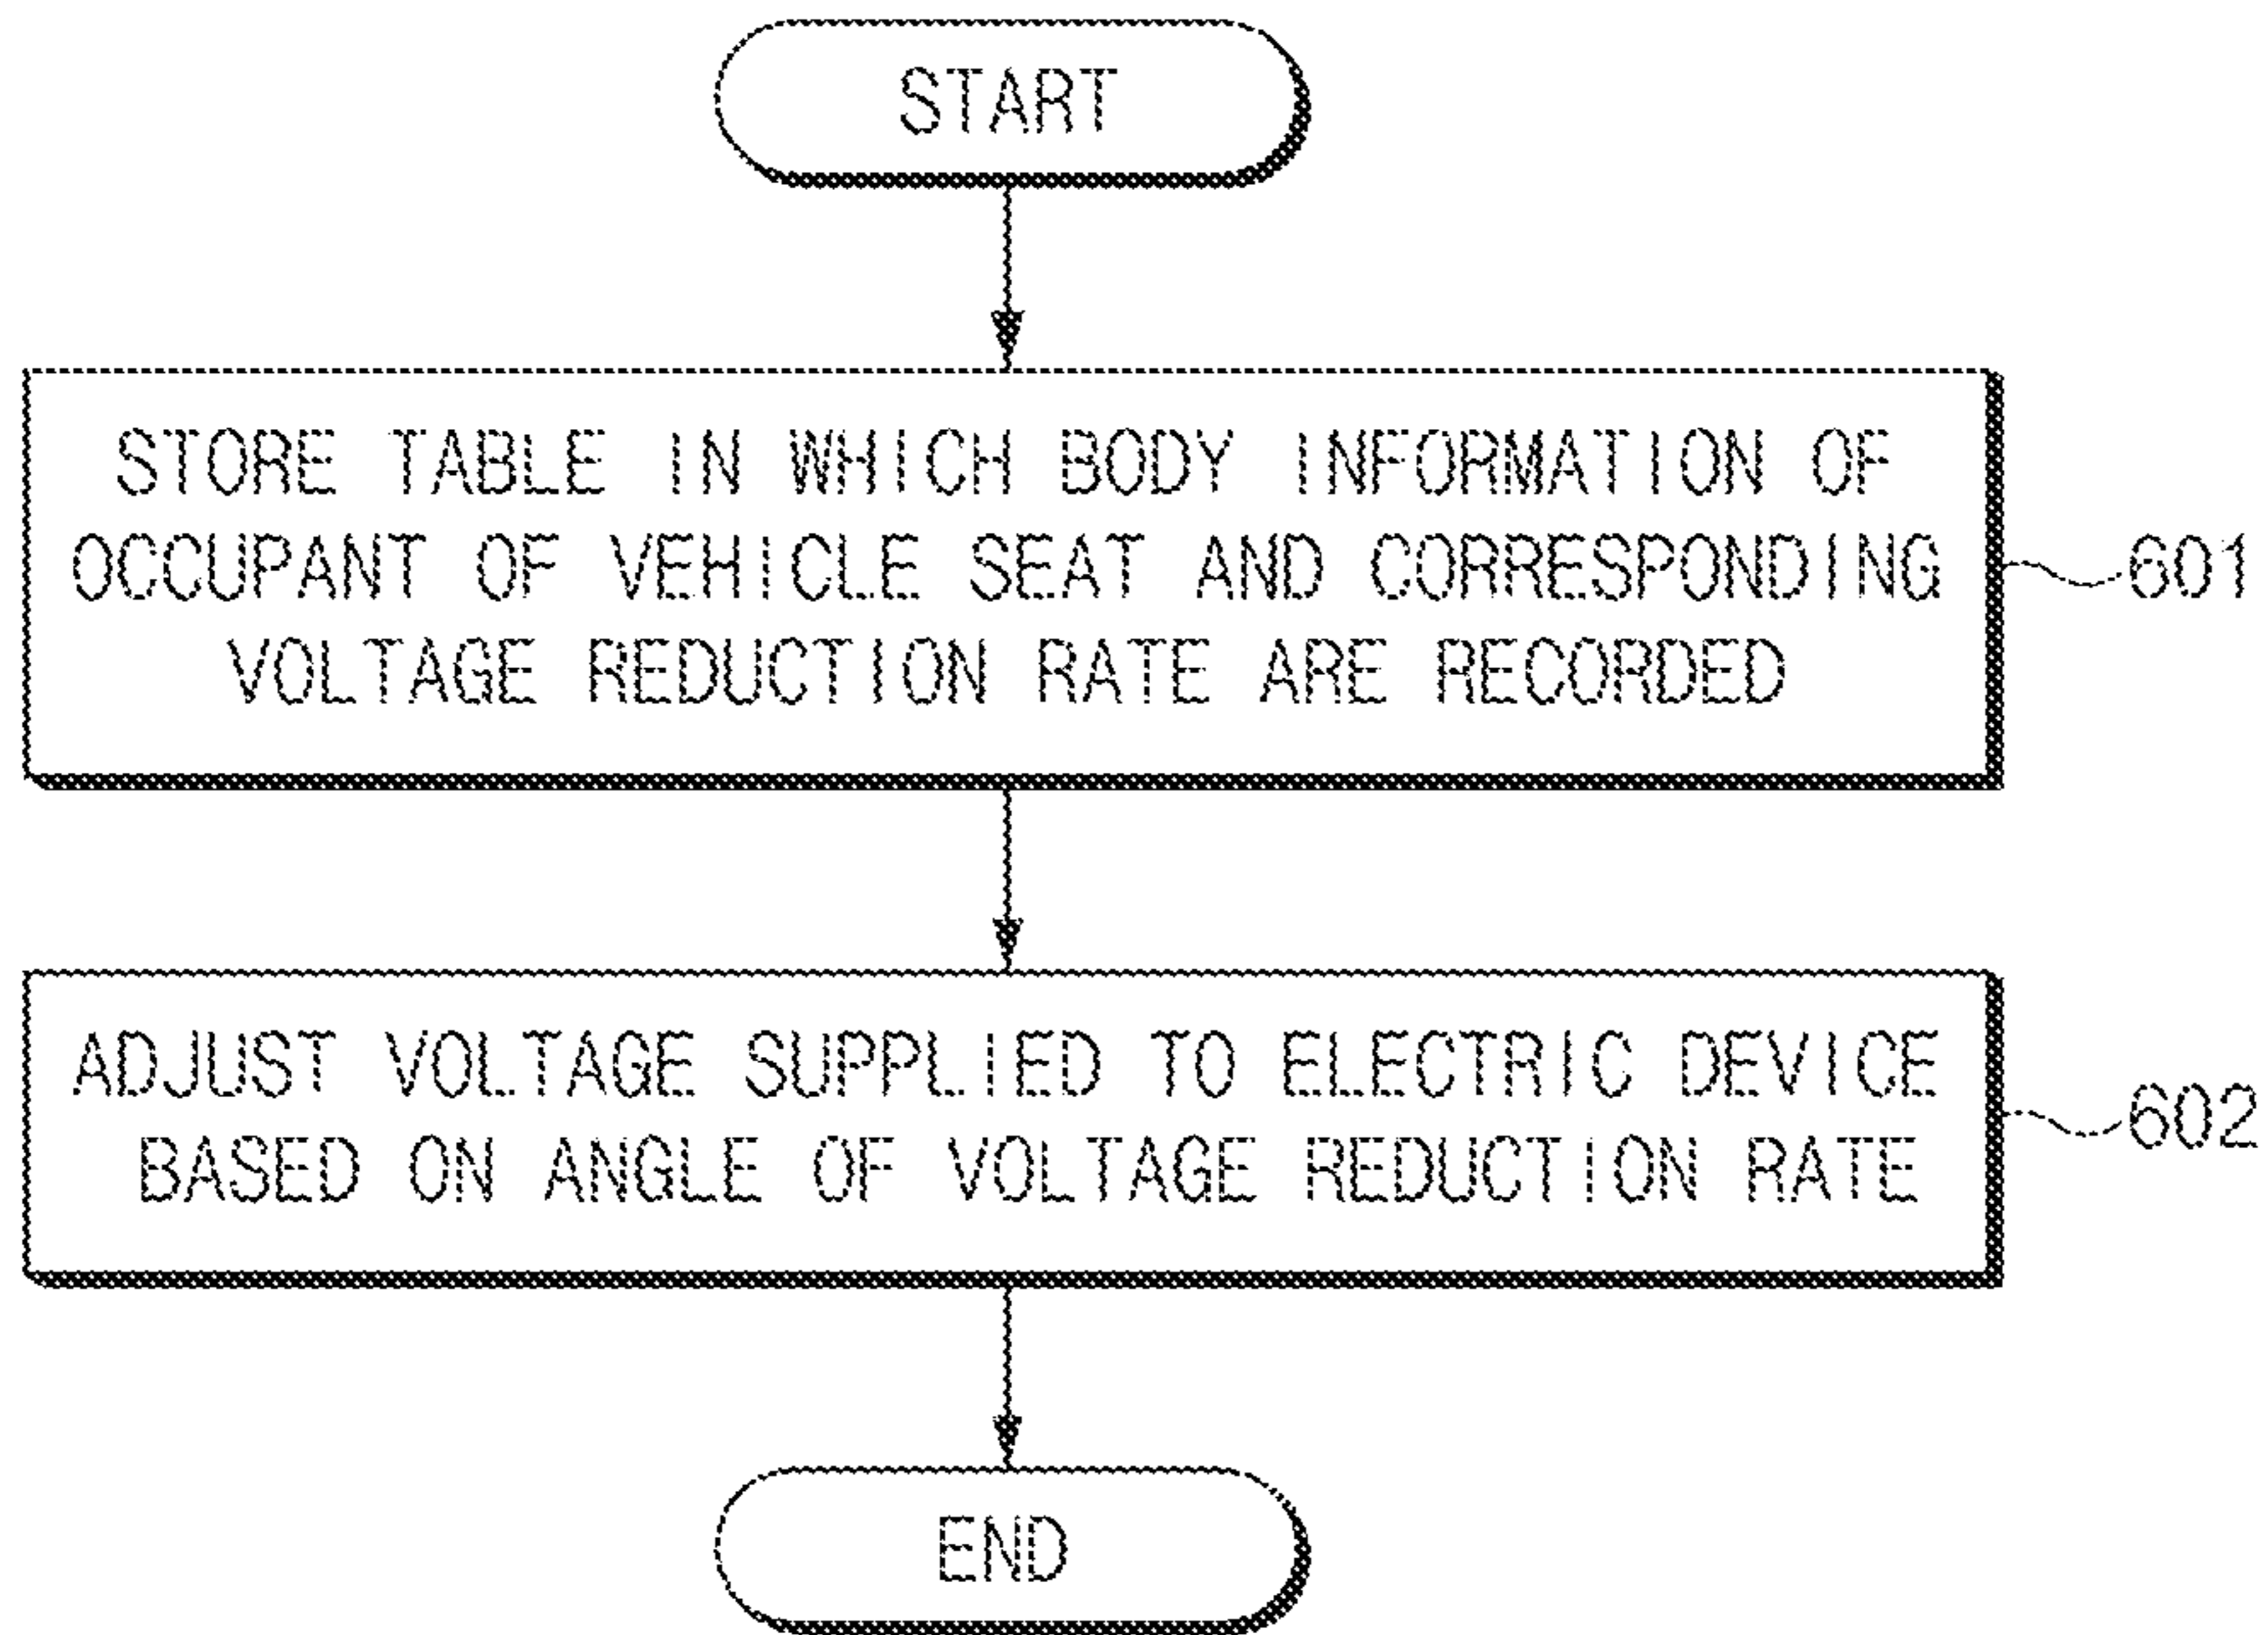 START
STORE TABLE IN WHICH BODY INFORMATION OF
OCCUPANT OF VEHICLE SEAT AND CORRESPONDING
VOLTAGE REDUCTION RATE ARE RECORDED
601
ADJUST VOLTAGE SUPPLIED TO ELECTRIC DEVICE
BASED ON ANGLE OF VOLTAGE REDUCTION RATE
602
END